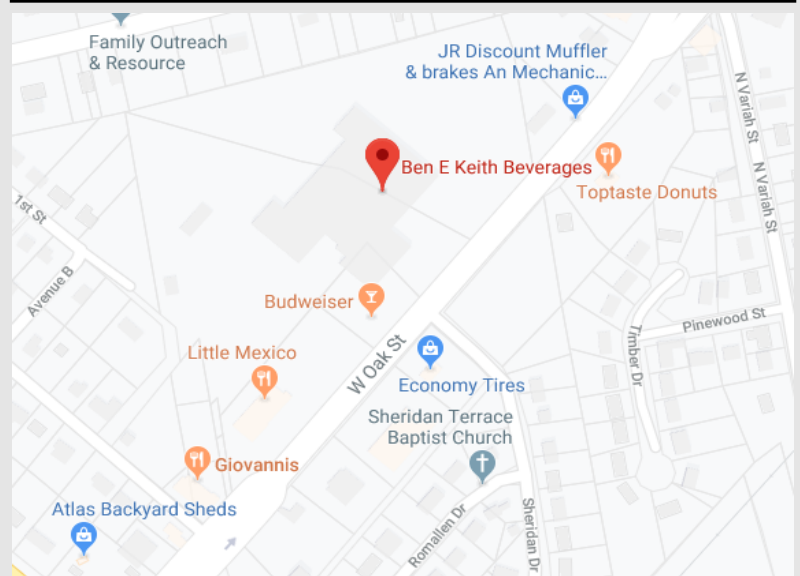 Family Outreach
& Resource
JR Discount Muffler
& brakes An Mechanic...
N Variah St
Ben E Keith Beverages
Toptaste Donuts
N Variah St
1st St
Avenue B
Budweiser
Pinewood St
Timber Dr
W Oak St
Little Mexico
Economy Tires
Sheridan Terrace
Baptist Church
Giovannis
Atlas Backyard Sheds
Romallen Dr
Sheridan Dr